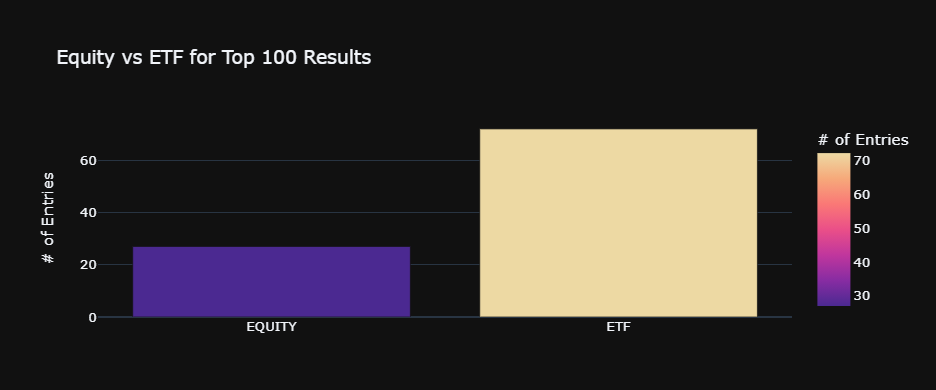 Equity vs ETF for Top 100 Results
# of Entries
60
40
20
0
EQUITY
ETF
# of Entries
70
60
50
40
30